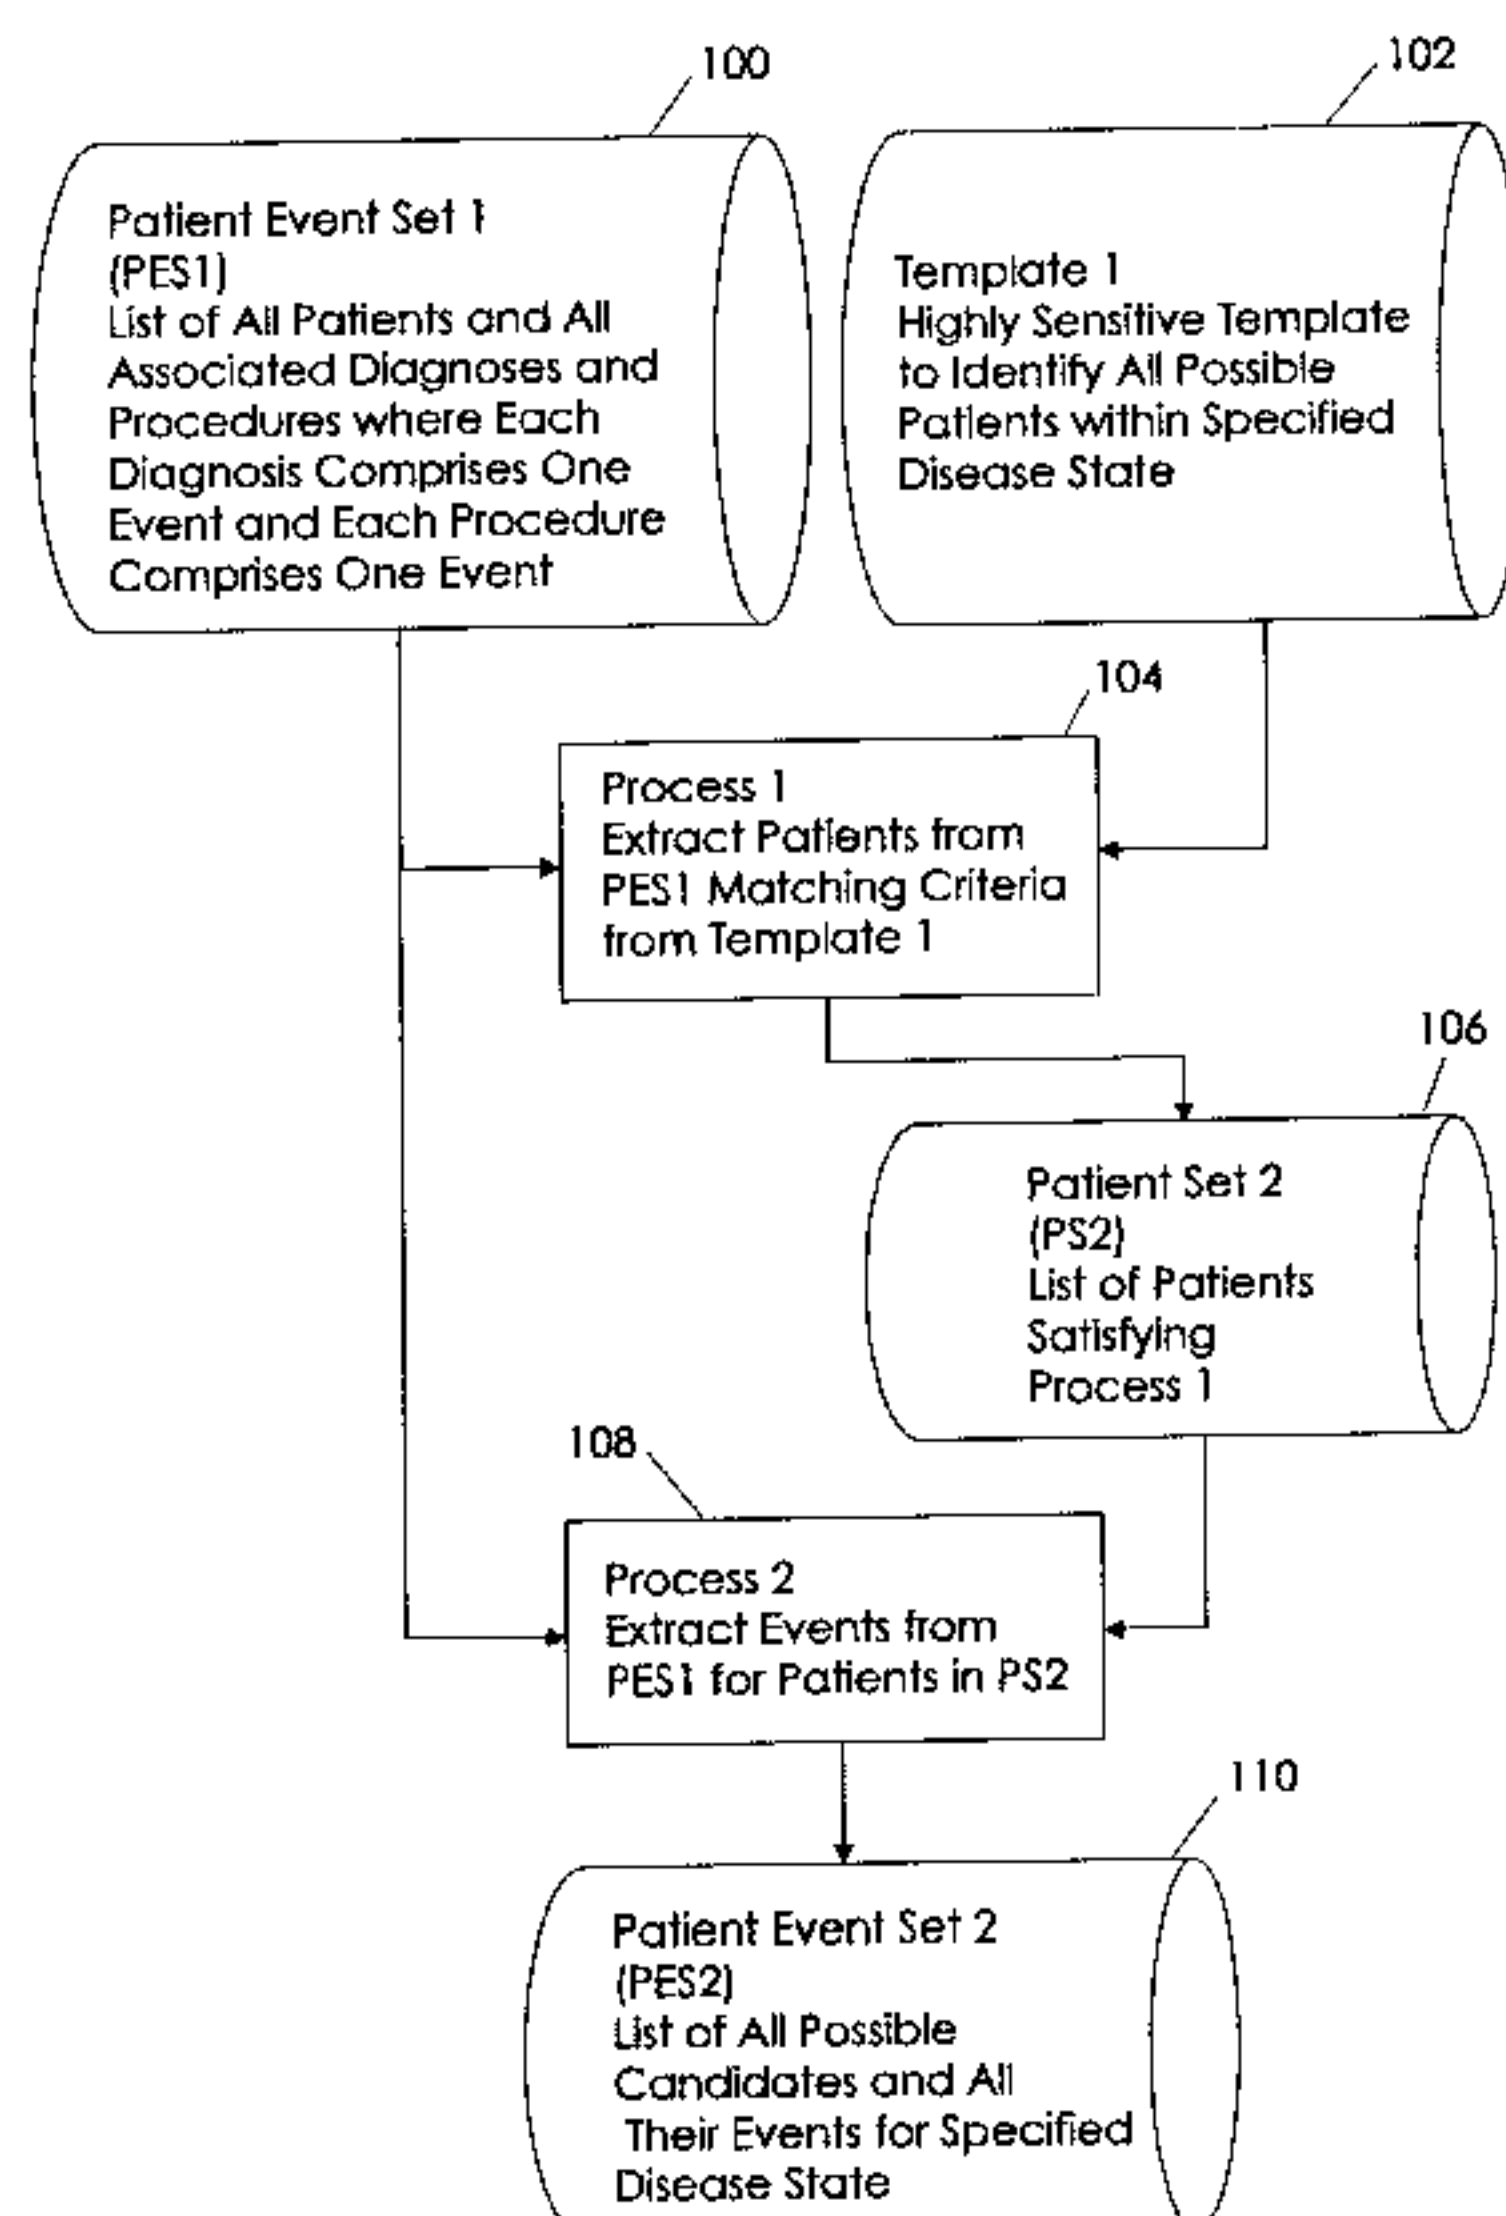 100
102
Patient Event Set 1
(PES1)
List of All Patients and All
Associated Diagnoses and
Procedures where Each
Diagnosis Comprises One
Event and Each Procedure
Comprises One Event
Template 1
Highly Sensitive Template
to Identify All Possible
Patients within Specified
Disease State
104
Process 1
Extract Patients from
PES1 Matching Criteria
from Template 1
106
Patient Set 2
(PS2)
List of Patients
Satisfying
Process 1
108
Process 2
Extract Events from
PES1 for Patients in PS2
110
Patient Event Set 2
(PES2)
List of All Possible
Candidates and All
Their Events for Specified
Disease State